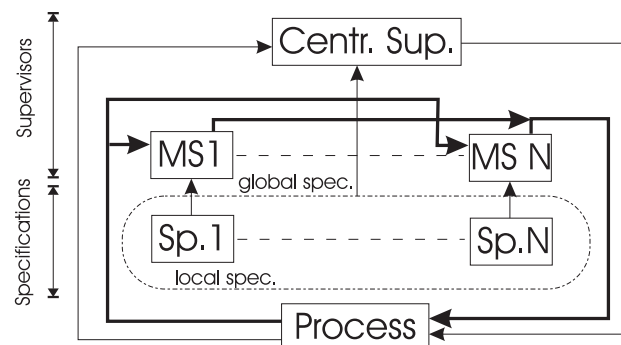 Supervisors
Specifications
Centr. Sup.
MS1
MS N
global spec.
Sp.1
Sp.N
local spec.
Process